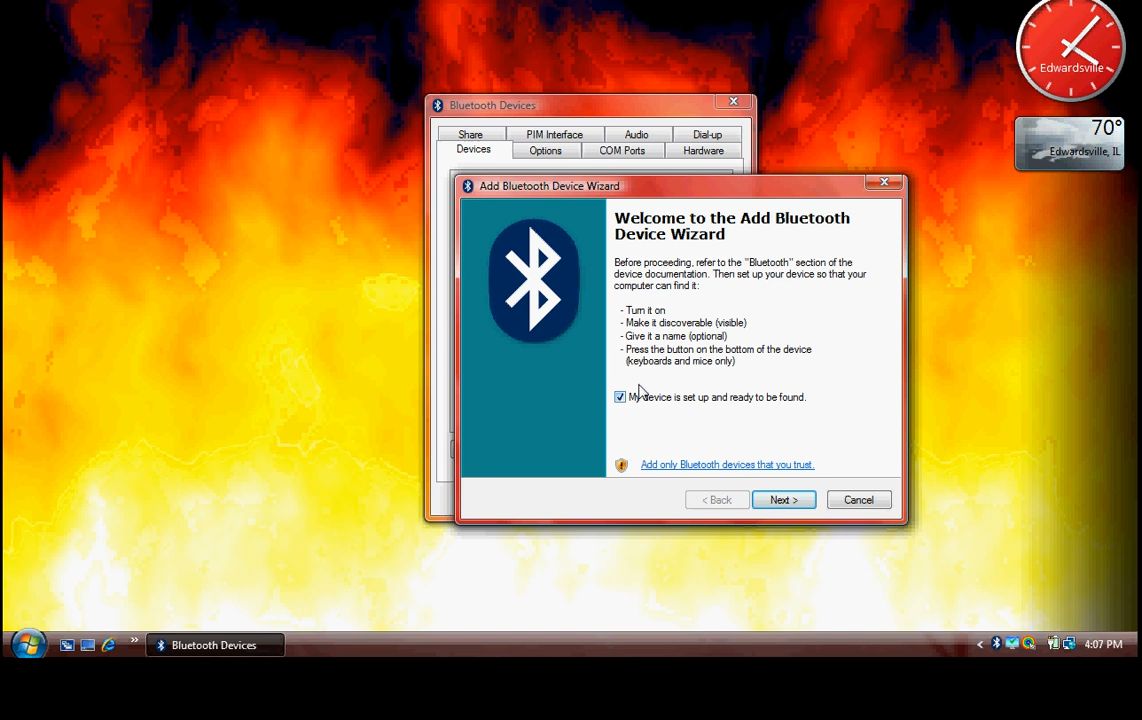 Edwardsville
70°
Edwardsville, IL
Bluetooth Devices
Share PIM Interface Audio Dial-up
Devices Options COM Ports Hardware
Add Bluetooth Device Wizard
Welcome to the Add Bluetooth
Device Wizard
Before proceeding, refer to the "Bluetooth" section of the
device documentation. Then set up your device so that your
computer can find it:
- Turn it on
- Make it discoverable (visible)
- Give it a name (optional)
- Press the button on the bottom of the device
(keyboards and mice only)
My device is set up and ready to be found.
Add only Bluetooth devices that you trust.
< Back Next > Cancel
Bluetooth Devices
4:07 PM